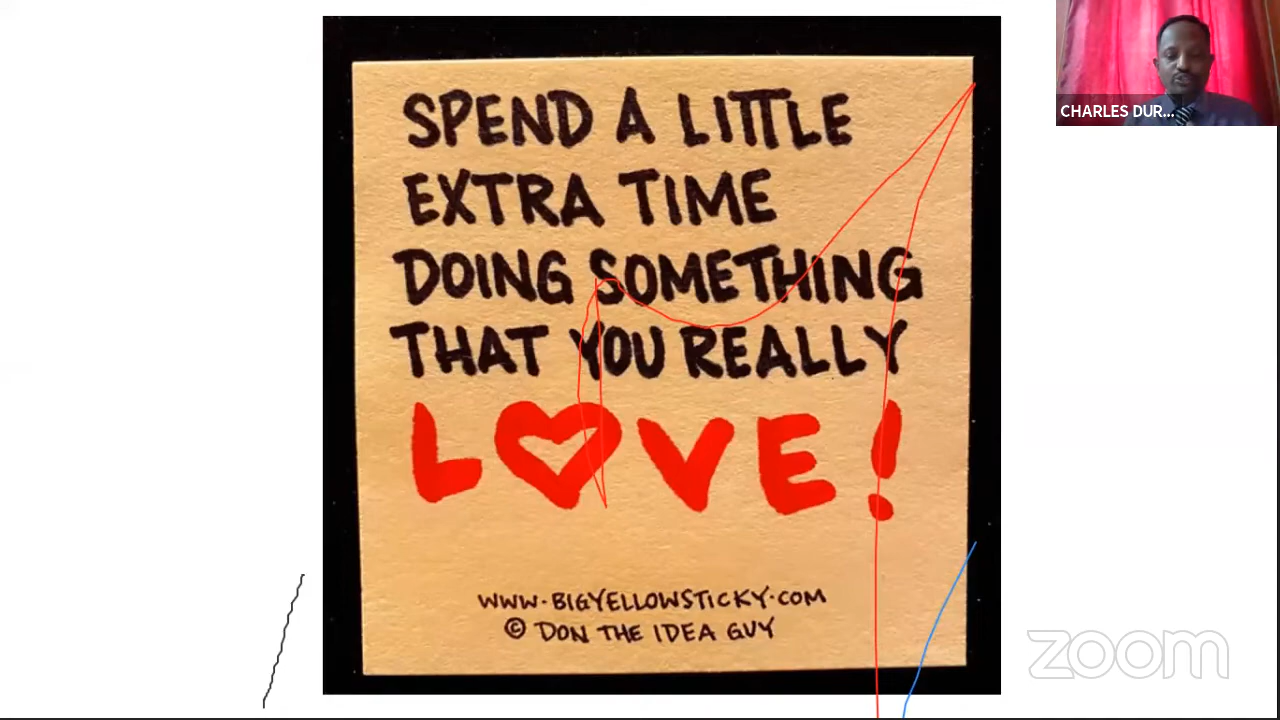 SPEND A LITTLE
EXTRA TIME
DOING SOMETHING
THAT YOU REALLY
LOVE!
WWW.BIGYELLOWSTICKY.COM
© DON THE IDEA GUY
CHARLES DUR...
zoom